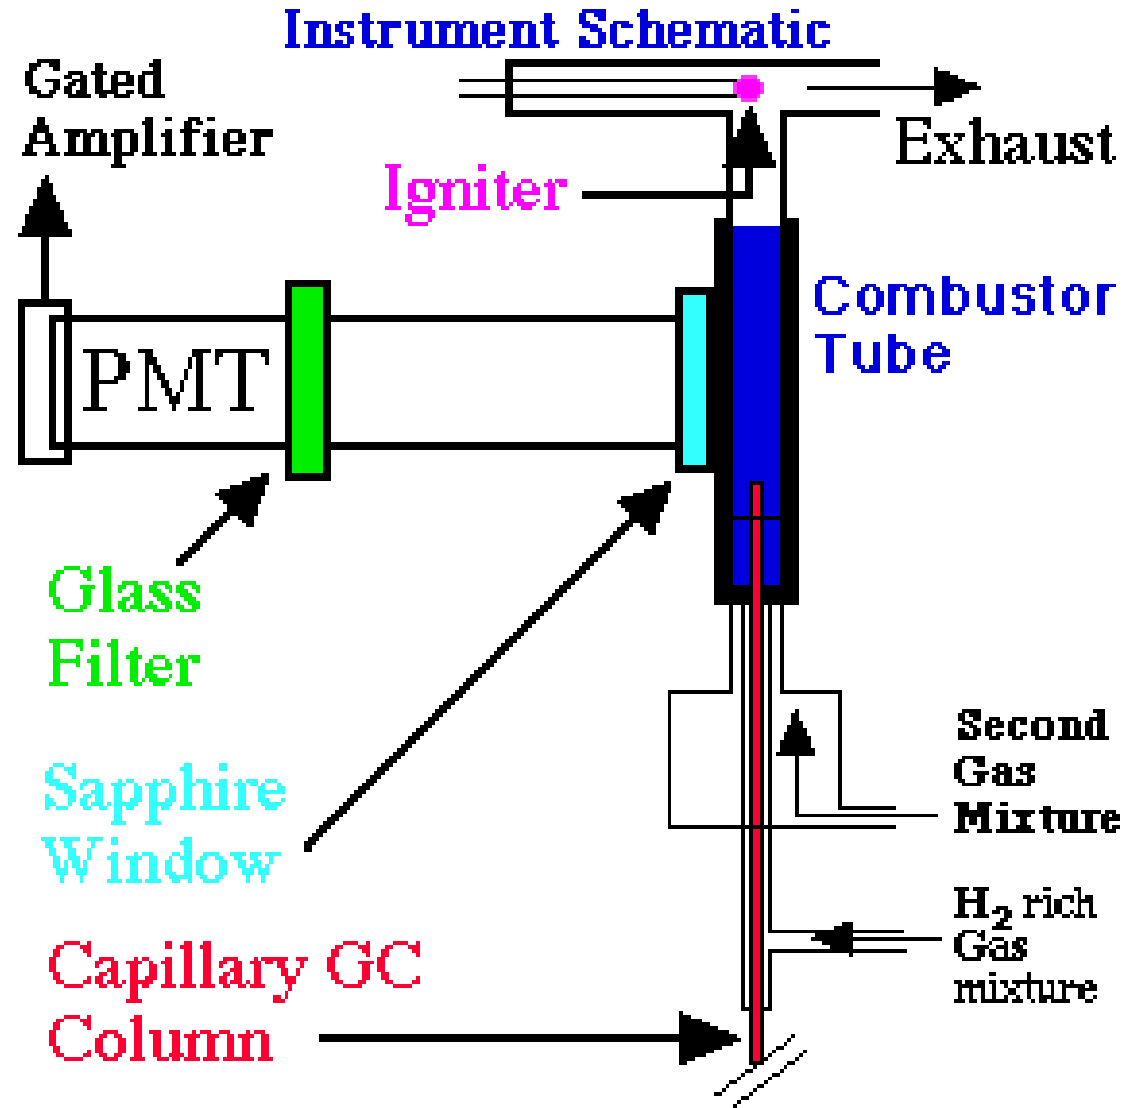 Instrument Schematic
Gated
Amplifier
Exhaust
Igniter
Combustor
Tube
PMT
Glass
Filter
Second
Gas
Mixture
Sapphire
Window
H₂ rich
Gas
mixture
Capillary GC
Column